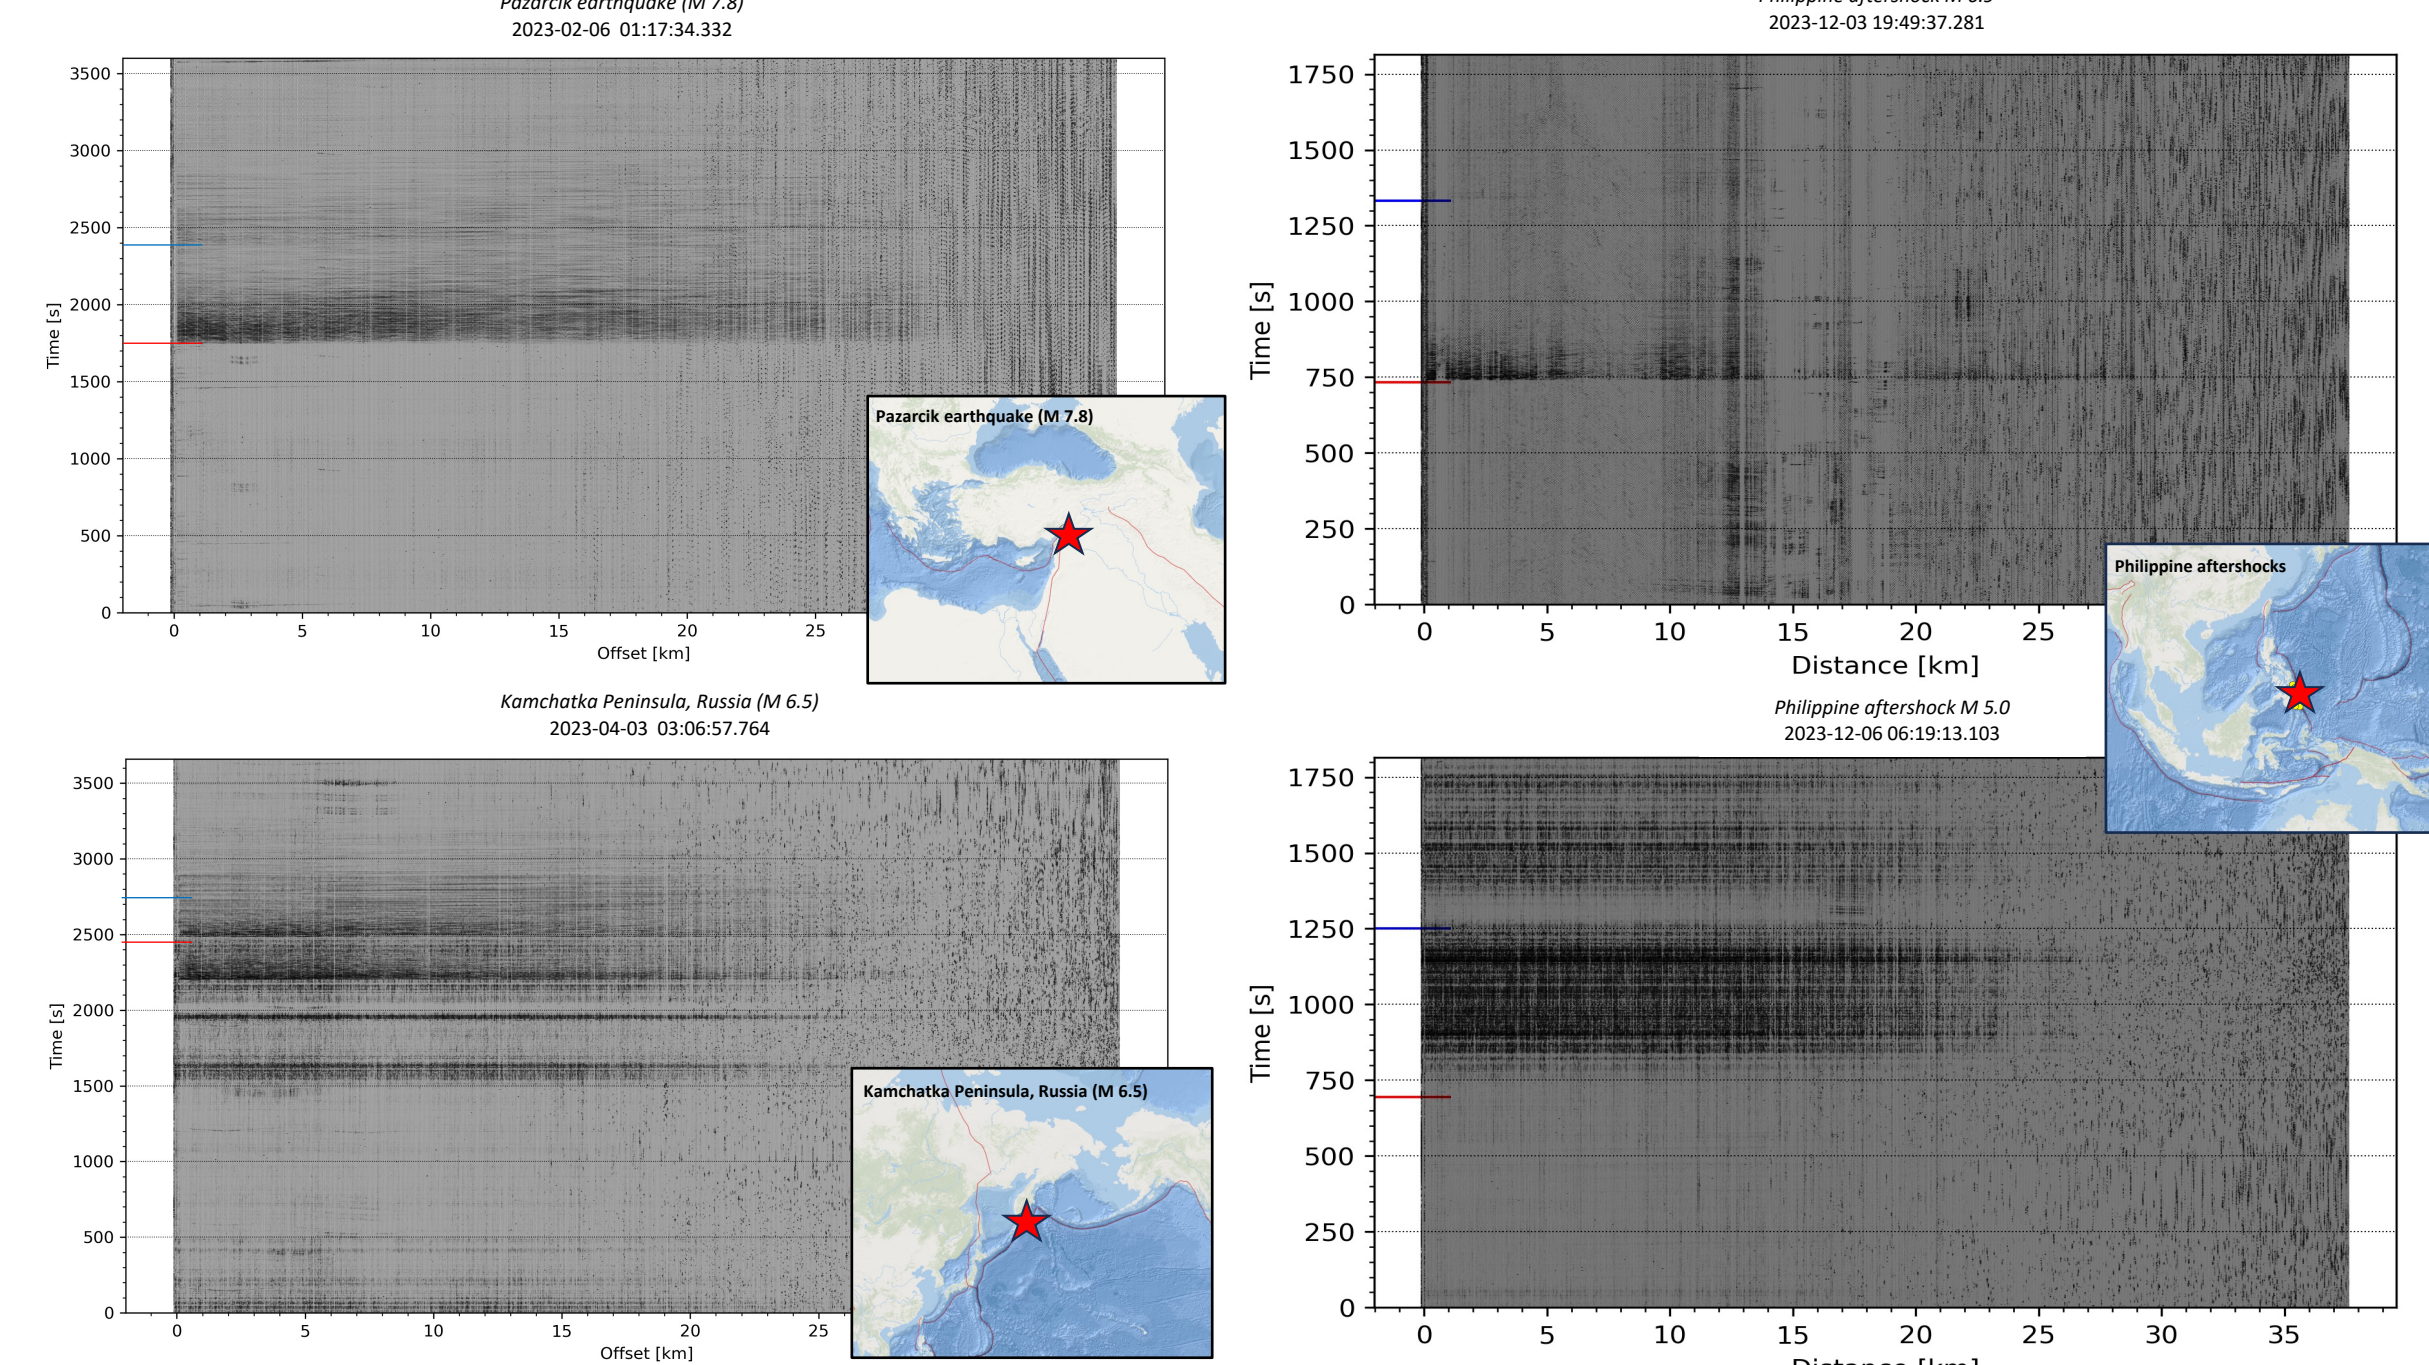 Pazarcik earthquake (M 7.8)
2023-02-06 01:17:34.332
3500
3000
2500
2000
1500
1000
500
0
Time [s]
0 5 10 15 20 25
Offset [km]
Pazarcik earthquake (M 7.8)
2023-12-03 19:49:37.281
1750
1500
1250
1000
750
500
250
0
Time [s]
0 5 10 15 20 25
Distance [km]
Philippine aftershocks
Kamchatka Peninsula, Russia (M 6.5)
2023-04-03 03:06:57.764
3500
3000
2500
2000
1500
1000
500
0
Time [s]
0 5 10 15 20 25
Offset [km]
Kamchatka Peninsula, Russia (M 6.5)
Philippine aftershock M 5.0
2023-12-06 06:19:13.103
1750
1500
1250
1000
750
500
250
0
Time [s]
0 5 10 15 20 25 30 35
Distance [km]